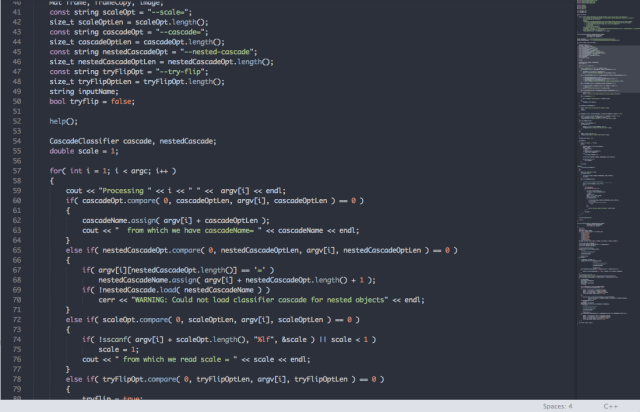 40 Mat frame, frameCopy, image;
41 const string scaleOpt = "--scale=";
42 size_t scaleOptLen = scaleOpt.length();
43 const string cascadeOpt = "--cascade=";
44 size_t cascadeOptLen = cascadeOpt.length();
45 const string nestedCascadeOpt = "--nested-cascade";
46 size_t nestedCascadeOptLen = nestedCascadeOpt.length();
47 const string tryFlipOpt = "--try-flip";
48 size_t tryFlipOptLen = tryFlipOpt.length();
49 string inputName;
50 bool tryflip = false;
51
52 help();
53
54 CascadeClassifier cascade, nestedCascade;
55 double scale = 1;
56
57 for( int i = 1; i < argc; i++ )
58 {
59 cout << "Processing " << i << " " << argv[i] << endl;
60 if( cascadeOpt.compare( 0, cascadeOptLen, argv[i], cascadeOptLen ) == 0 )
61 {
62 cascadeName.assign( argv[i] + cascadeOptLen );
63 cout << " from which we have cascadeName= " << cascadeName << endl;
64 }
65 else if( nestedCascadeOpt.compare( 0, nestedCascadeOptLen, argv[i], nestedCascadeOptLen ) == 0 )
66 {
67 if( argv[i][nestedCascadeOpt.length()] == '=' )
68 nestedCascadeName.assign( argv[i] + nestedCascadeOpt.length() + 1 );
69 if( !nestedCascade.load( nestedCascadeName ) )
70 cerr << "WARNING: Could not load classifier cascade for nested objects" << endl;
71 }
72 else if( scaleOpt.compare( 0, scaleOptLen, argv[i], scaleOptLen ) == 0 )
73 {
74 if( !sscanf( argv[i] + scaleOpt.length(), "%lf", &scale ) || scale < 1 )
75 scale = 1;
76 cout << " from which we read scale = " << scale << endl;
77 }
78 else if( tryFlipOpt.compare( 0, tryFlipOptLen, argv[i], tryFlipOptLen ) == 0 )
79 {
80 tryflip = true;
Spaces: 4 C++